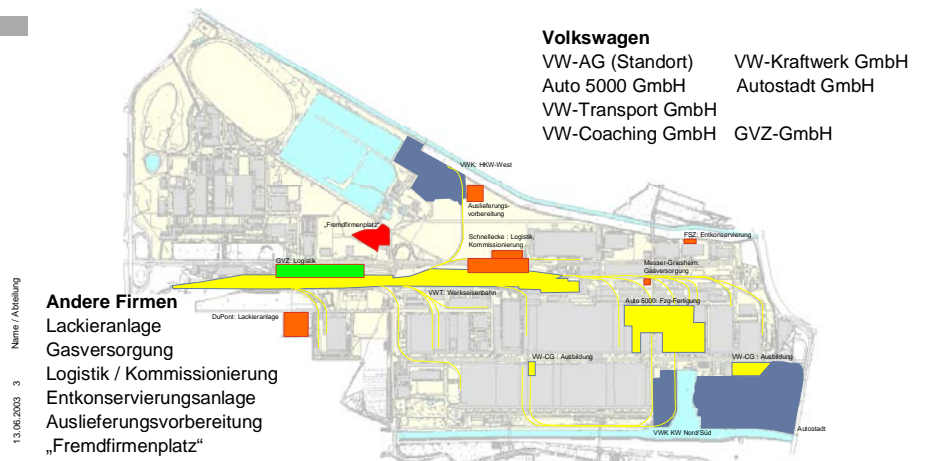 Volkswagen
VW-AG (Standort) VW-Kraftwerk GmbH
Auto 5000 GmbH Autostadt GmbH
VW-Transport GmbH
VW-Coaching GmbH GVZ-GmbH
VWK: HKW-West
Auslieferungs-
vorbereitung
„Fremdfirmenplatz“
Schnellecke : Logistik,
Kommissionierung
FSZ: Entkonservierung
GVZ: Logistik
Messer-Griesheim:
Gasversorgung
VWT: Werkseisenbahn
Auto 5000: Fzg-Fertigung
DuPont: Lackieranlage
VW-CG : Ausbildung
VW-CG : Ausbildung
VWK KW Nord/Süd
Autostadt
Andere Firmen
Lackieranlage
Gasversorgung
Logistik / Kommissionierung
Entkonservierungsanlage
Auslieferungsvorbereitung
„Fremdfirmenplatz“
13.06.2003 3 Name / Abteilung